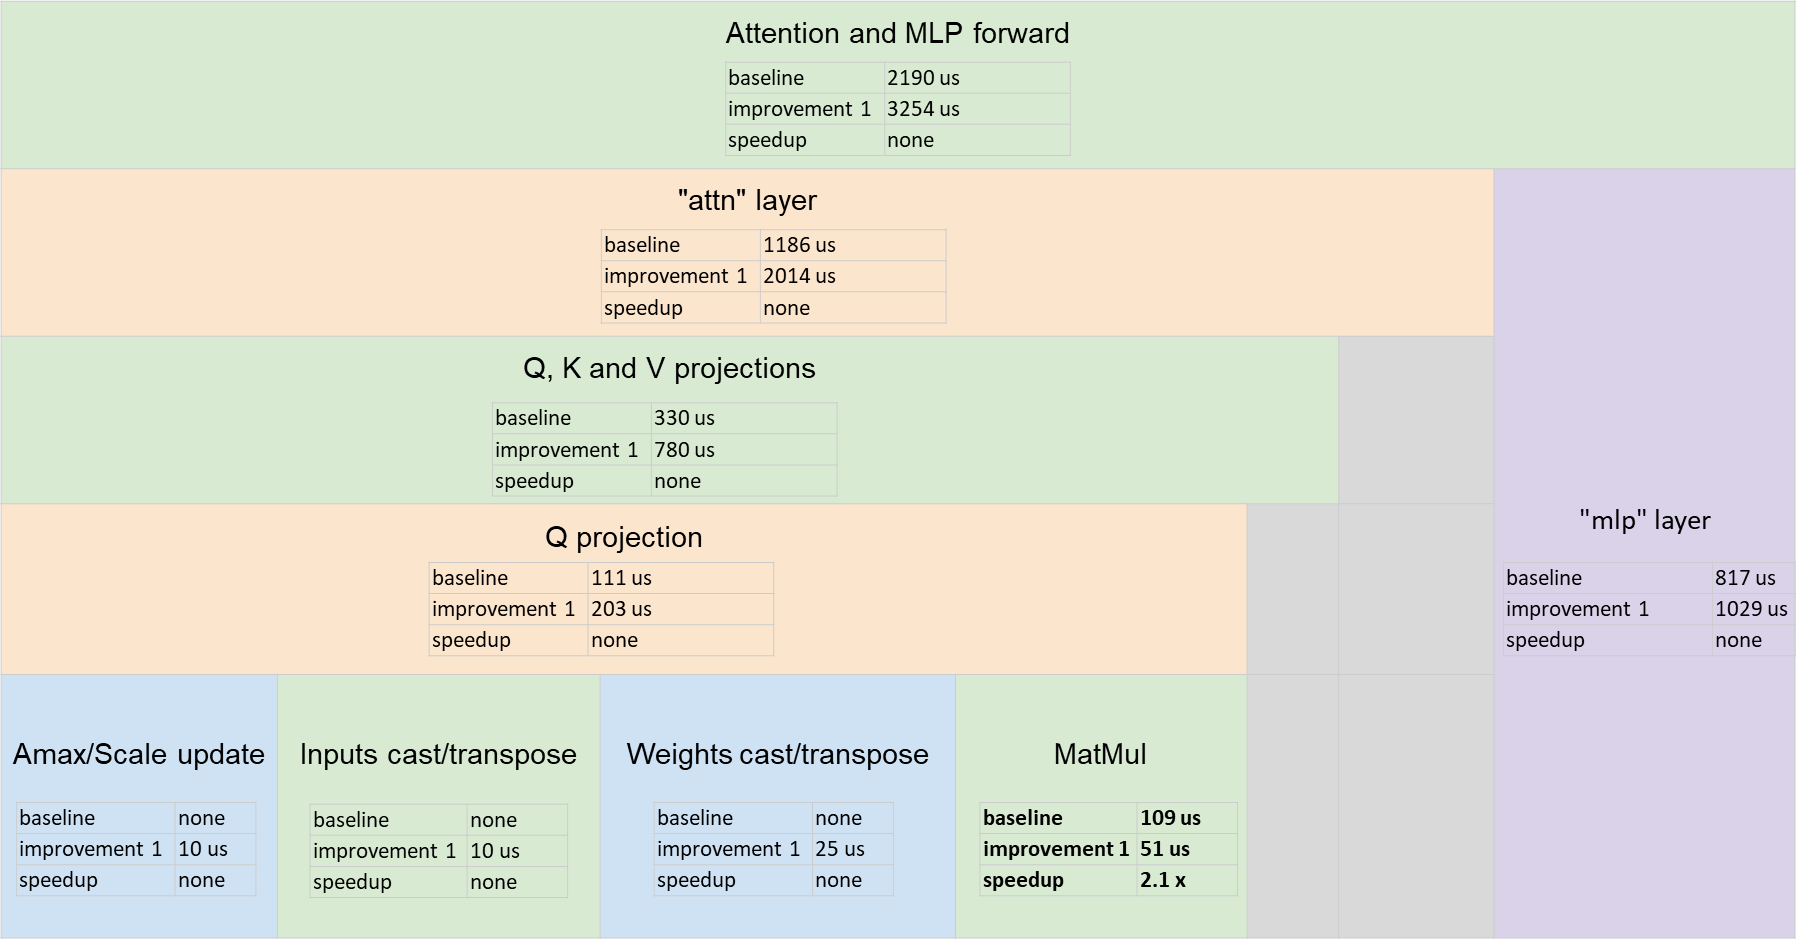 Attention and MLP forward
baseline 2190 us
improvement 1 3254 us
speedup none
"attn" layer
baseline 1186 us
improvement 1 2014 us
speedup none
Q, K and V projections
baseline 330 us
improvement 1 780 us
speedup none
Q projection
baseline 111 us
improvement 1 203 us
speedup none
"mlp" layer
baseline 817 us
improvement 1 1029 us
speedup none
Amax/Scale update
baseline none
improvement 1 10 us
speedup none
Inputs cast/transpose
baseline none
improvement 1 10 us
speedup none
Weights cast/transpose
baseline none
improvement 1 25 us
speedup none
MatMul
baseline 109 us
improvement 1 51 us
speedup 2.1 x